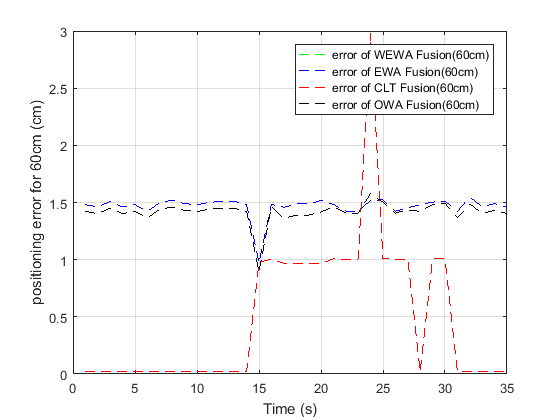 3
2.5
2
1.5
1
0.5
0
positioning error for 60cm (cm)
error of WEWA Fusion(60cm)
error of EWA Fusion(60cm)
error of CLT Fusion(60cm)
error of OWA Fusion(60cm)
0 5 10 15 20 25 30 35
Time (s)